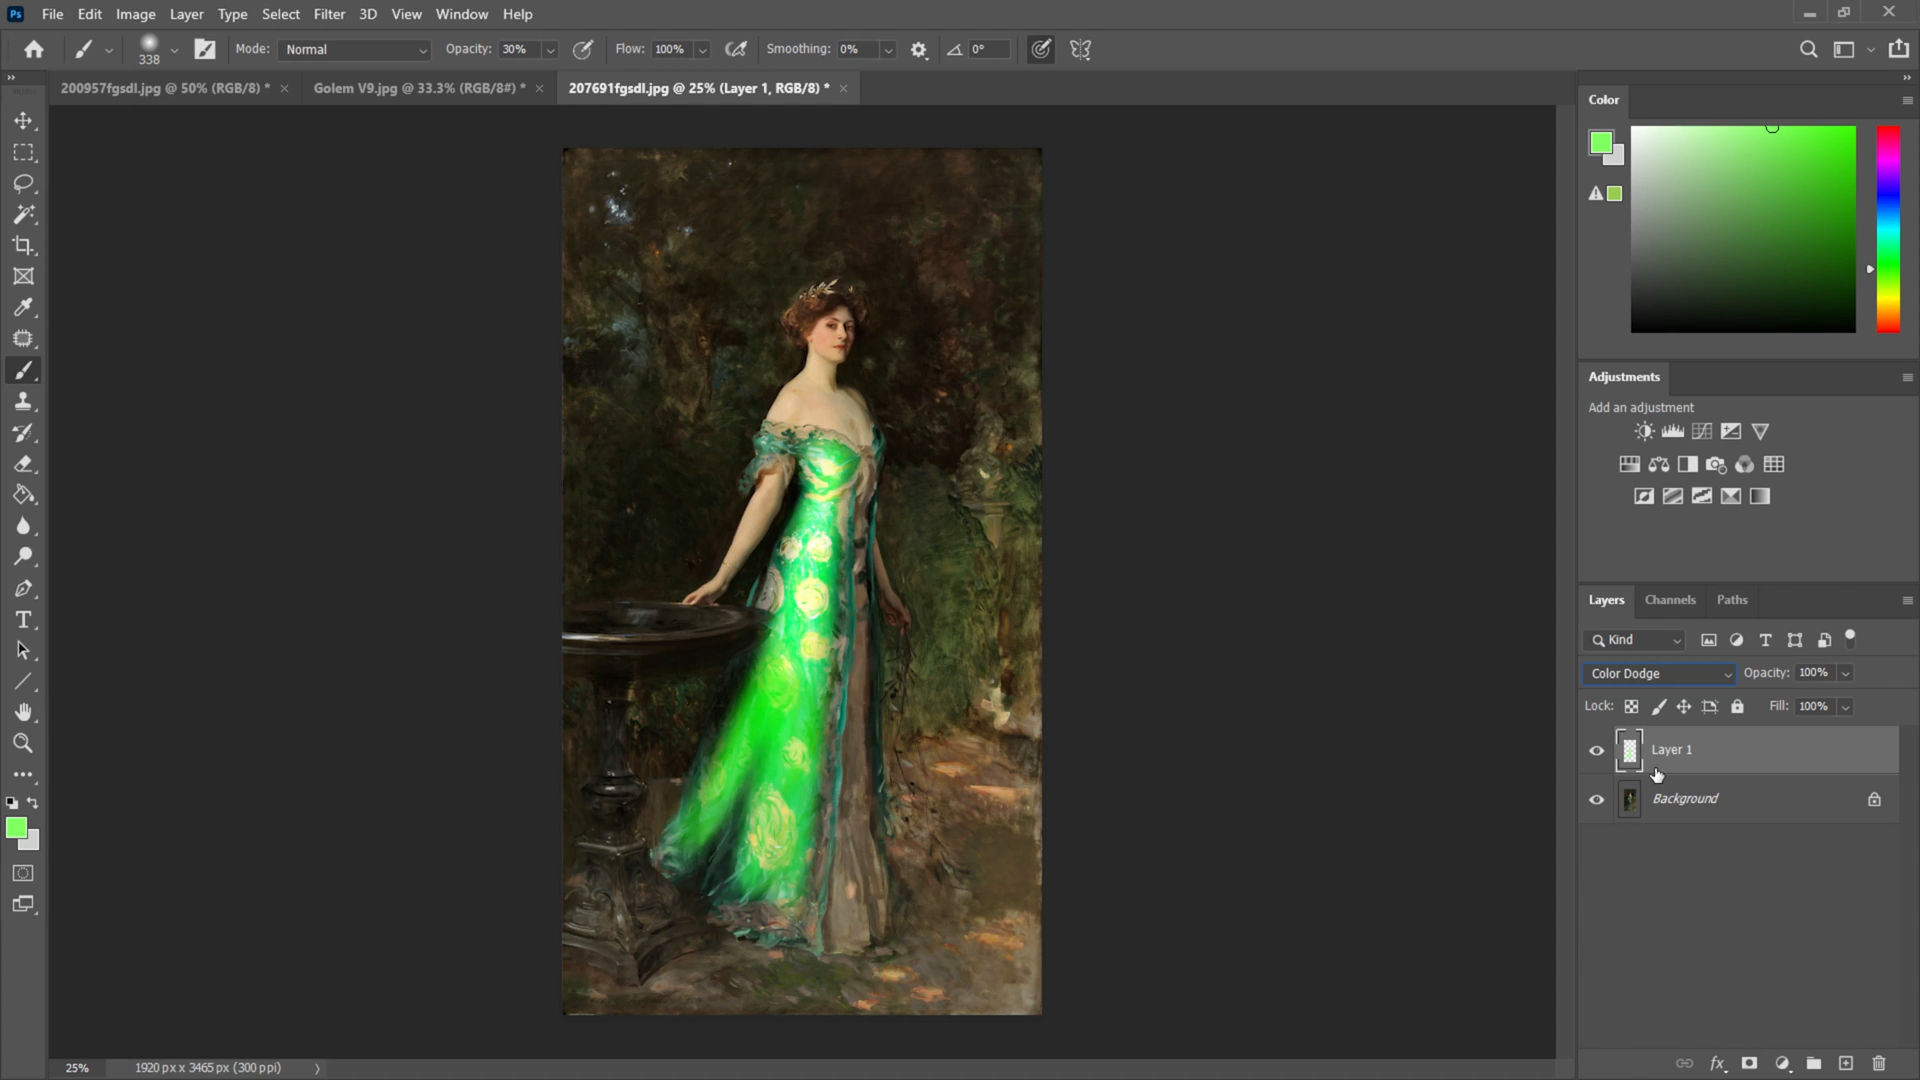 Ps File Edit Image Layer Type Select Filter 3D View Window Help
338 Mode: Normal Opacity: 30% Flow: 100% Smoothing: 0% 0°
200957fgsdl.jpg @ 50% (RGB/8) * Golem V9.jpg @ 33.3% (RGB/8#) * 207691fgsdl.jpg @ 25% (Layer 1, RGB/8) *
Color
Adjustments
Add an adjustment
Layers Channels Paths
Kind
Color Dodge Opacity: 100%
Lock: Fill: 100%
Layer 1
Background
25% 1920 px x 3465 px (300 ppi)